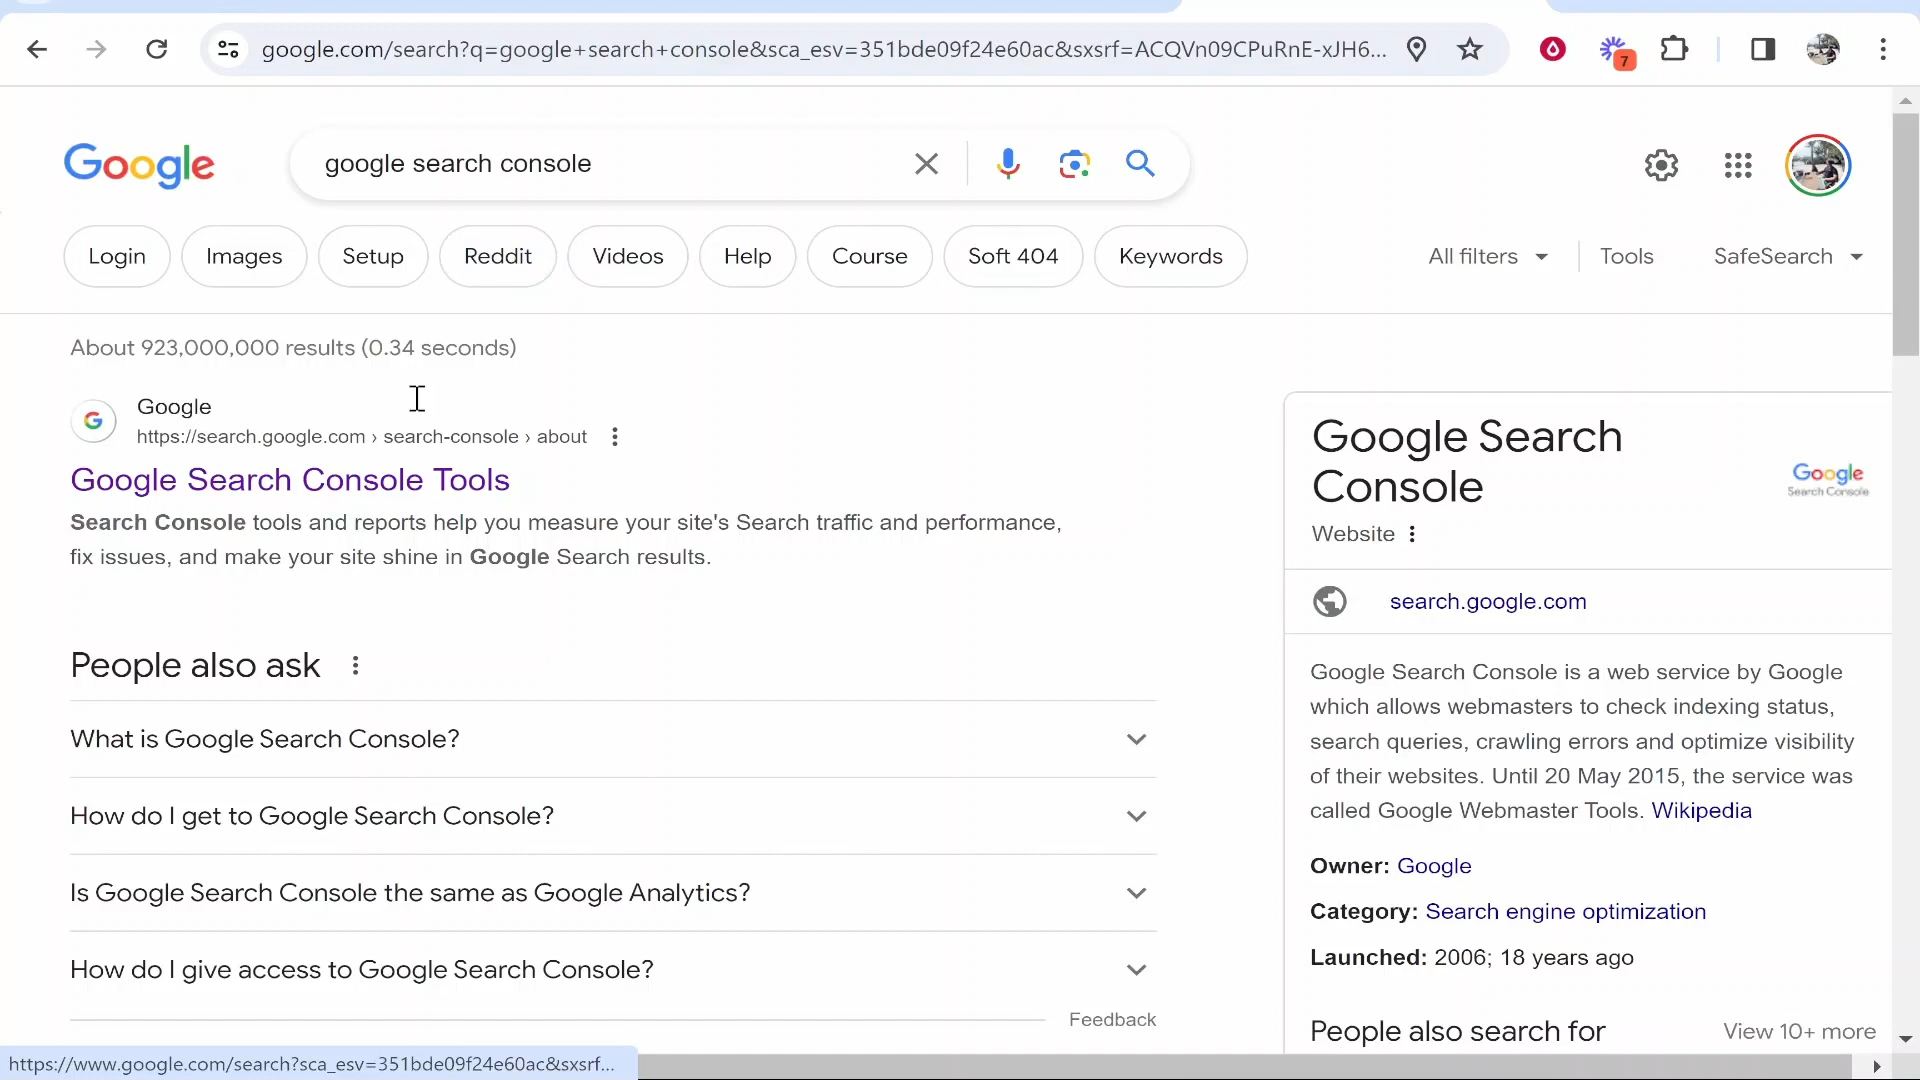 google.com/search?q=google+search+console&sca_esv=351bde09f24e60ac&sxsrf=ACQVn09CPuRnE-xJH6...
7
Google
google search console
Login
Images
Setup
Reddit
Videos
Help
Course
Soft 404
Keywords
All filters
Tools
SafeSearch
About 923,000,000 results (0.34 seconds)
Google
https://search.google.com › search-console › about
Google Search Console Tools
Search Console tools and reports help you measure your site's Search traffic and performance,
fix issues, and make your site shine in Google Search results.
People also ask
What is Google Search Console?
How do I get to Google Search Console?
Is Google Search Console the same as Google Analytics?
How do I give access to Google Search Console?
Feedback
Google Search
Console
Google
Search Console
Website
search.google.com
Google Search Console is a web service by Google
which allows webmasters to check indexing status,
search queries, crawling errors and optimize visibility
of their websites. Until 20 May 2015, the service was
called Google Webmaster Tools. Wikipedia
Owner: Google
Category: Search engine optimization
Launched: 2006; 18 years ago
People also search for
View 10+ more
https://www.google.com/search?sca_esv=351bde09f24e60ac&sxsrf...